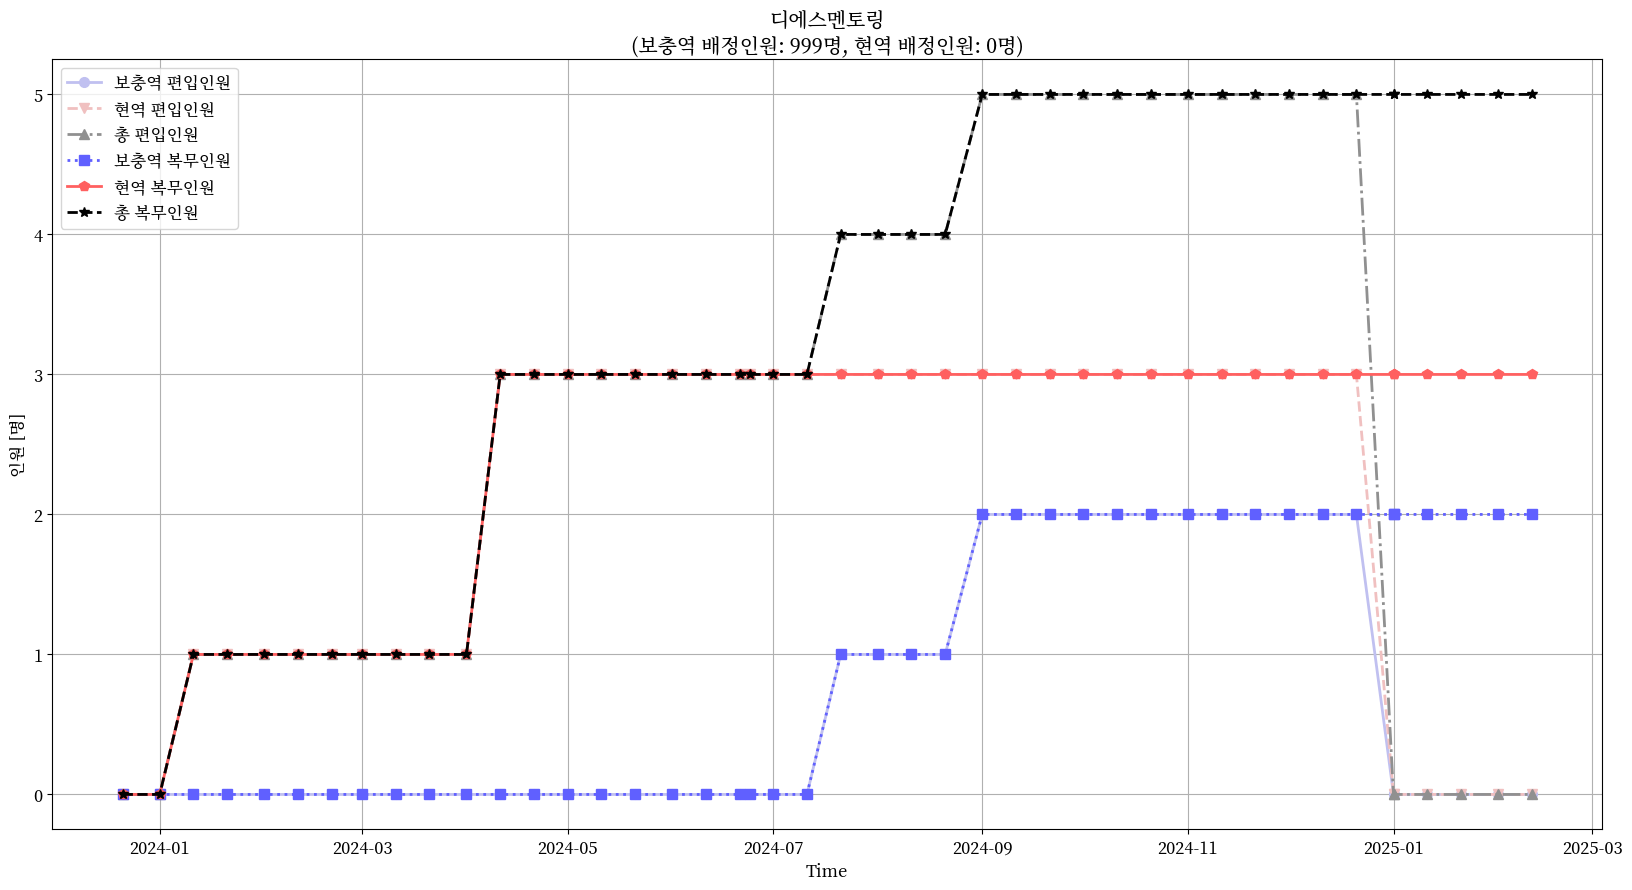 디에스멘토링
(보충역 배정인원: 999명, 현역 배정인원: 0명)
보충역 편입인원
현역 편입인원
총 편입인원
보충역 복무인원
현역 복무인원
총 복무인원
5
4
3
2
1
0
인원 [명]
2024-01
2024-03
2024-05
2024-07
2024-09
2024-11
2025-01
2025-03
Time